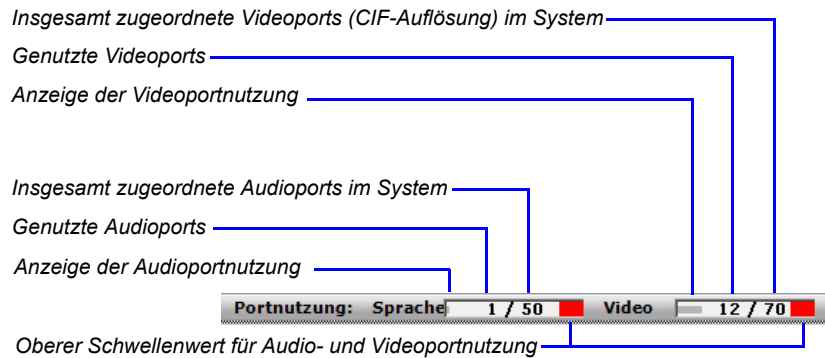 Insgesamt zugeordnete Videoports (CIF-Auflösung) im System
Genutzte Videoports
Anzeige der Videoportnutzung
Insgesamt zugeordnete Audioports im System
Genutzte Audioports
Anzeige der Audioportnutzung
Portnutzung: Sprache 1 / 50 Video 12 / 70
Oberer Schwellenwert für Audio- und Videoportnutzung